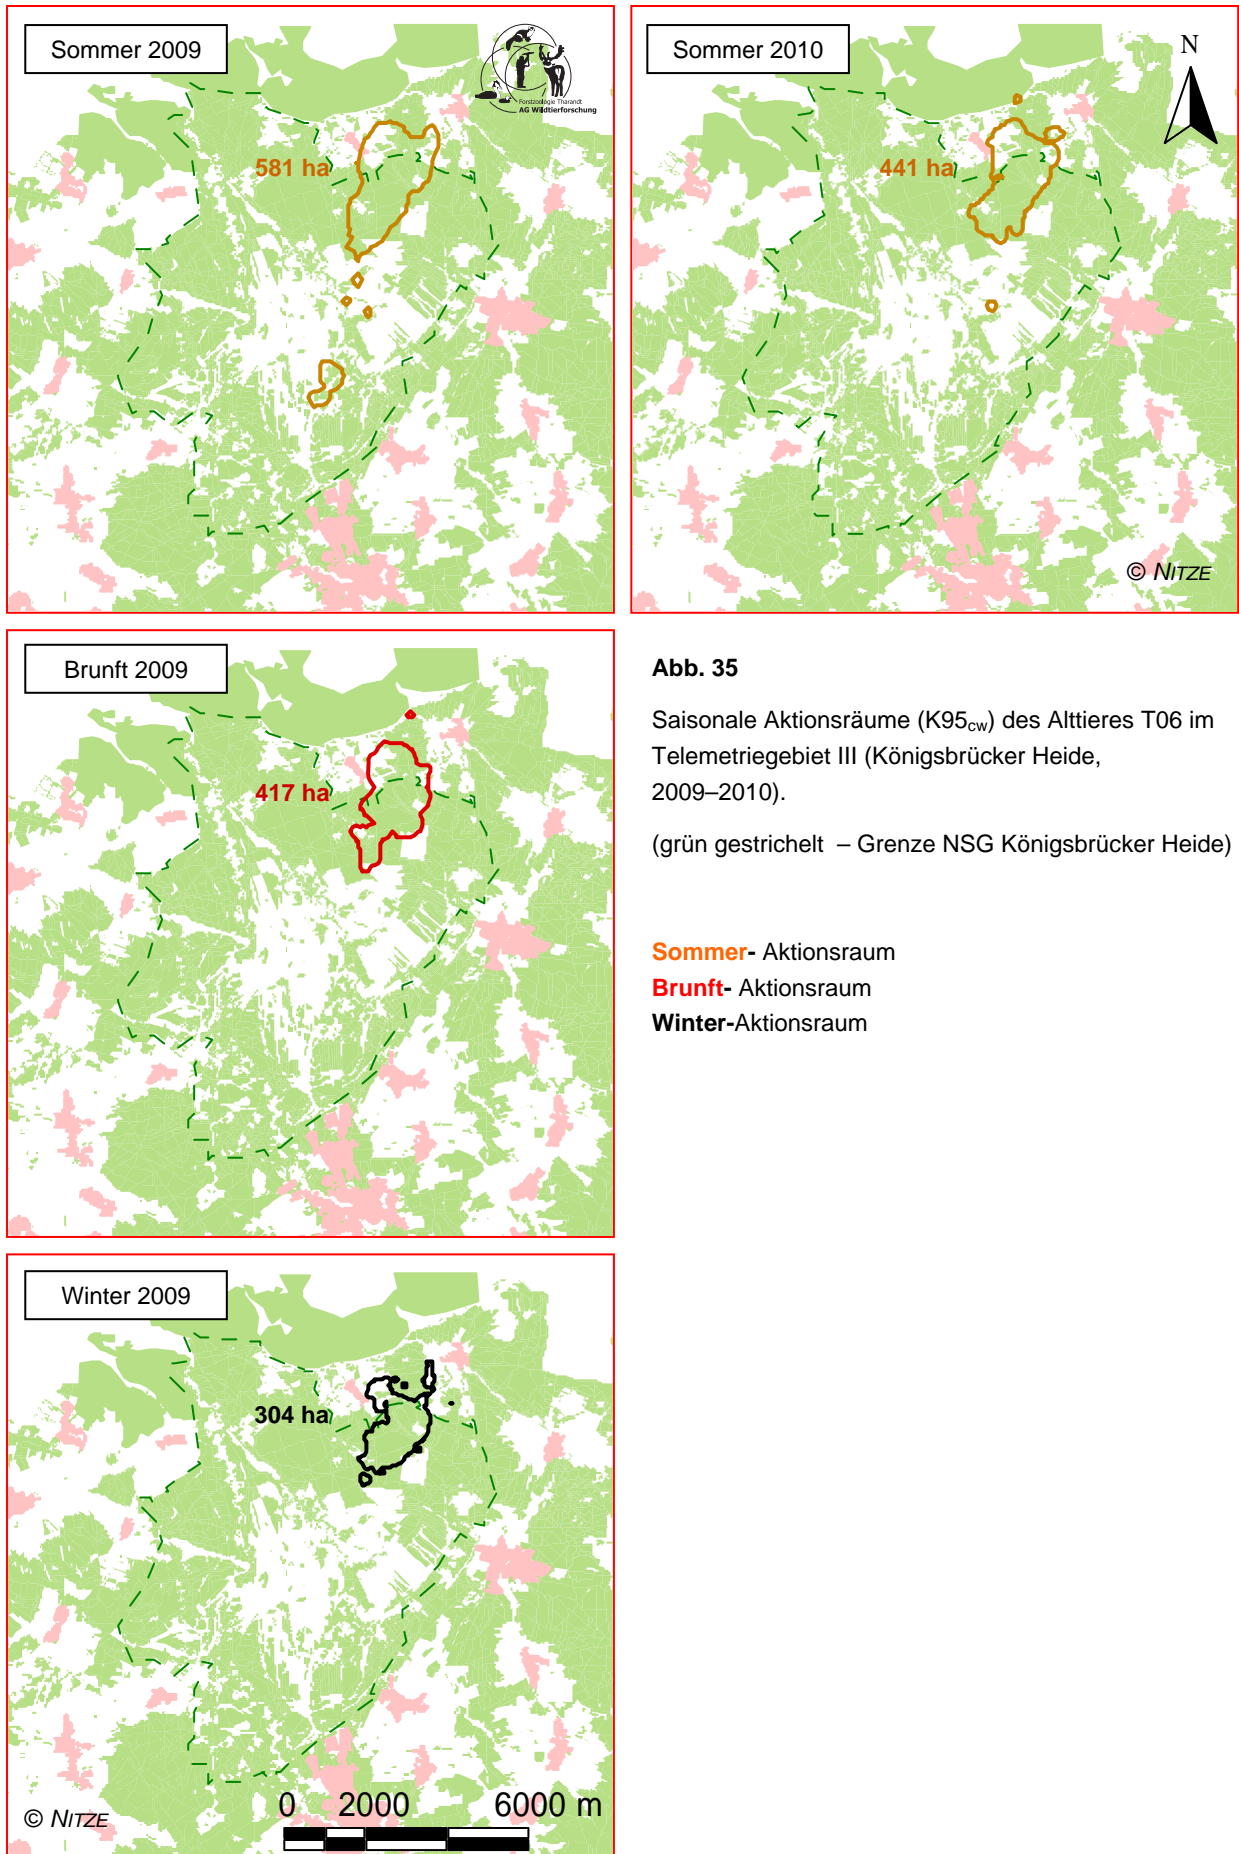 Sommer 2009
Forstzoologie Tharandt
AG Wildtierforschung
581 ha
Sommer 2010
N
441 ha
© NITZE
Brunft 2009
417 ha
Abb. 35
Saisonale Aktionsräume (K95cw) des Alttieres T06 im
Telemetriegebiet III (Königsbrücker Heide,
2009–2010).
(grün gestrichelt – Grenze NSG Königsbrücker Heide)
Sommer- Aktionsraum
Brunft- Aktionsraum
Winter-Aktionsraum
Winter 2009
304 ha
0 2000 6000 m
© NITZE